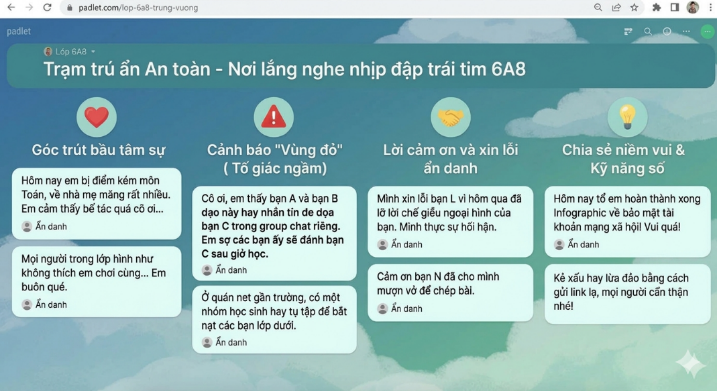 padlet.com/lop-6a8-trung-vuong
padlet
Lớp 6A8
Trạm trú ẩn An toàn - Nơi lắng nghe nhịp đập trái tim 6A8
Góc trút bầu tâm sự
Hôm nay em bị điểm kém môn
Toán, về nhà mẹ mắng rất nhiều.
Em cảm thấy bế tác quá cô ơi...
Ẩn danh
Mọi người trong lớp hình như
không thích em chơi cùng... Em
buôn qué.
Ẩn danh
Cảnh báo "Vùng đỏ"
( Tố giác ngầm)
Cô ơi, em thấy bạn A và bạn B
dạo này hay nhắn tin đe dọa
bạn C trong group chat riêng.
Em sợ các bạn ấy sẽ đánh bạn
C sau giờ học.
Ẩn danh
Ở quán net gần trường, có một
nhóm học sinh hay tụ tập để bắt
nạt các bạn lớp dưới.
Ẩn danh
Lời cảm ơn và xin lỗi
ẩn danh
Mình xin lỗi bạn L vì hôm qua đã
lỡ lời chế giễu ngoại hình của
bạn. Mình thực sự hối hận.
Ẩn danh
Cảm ơn bạn N đã cho mình
mượn vở để chép bài.
Ẩn danh
Chia sẻ niềm vui &
Kỹ năng số
Hôm nay tổ em hoàn thành xong
Infographic về bảo mật tài
khoản mạng xã hội! Vui quá!
Ẩn danh
Kẻ xấu hay lừa đảo bằng cách
gửi link lạ, mọi người cẩn thận
nhé!